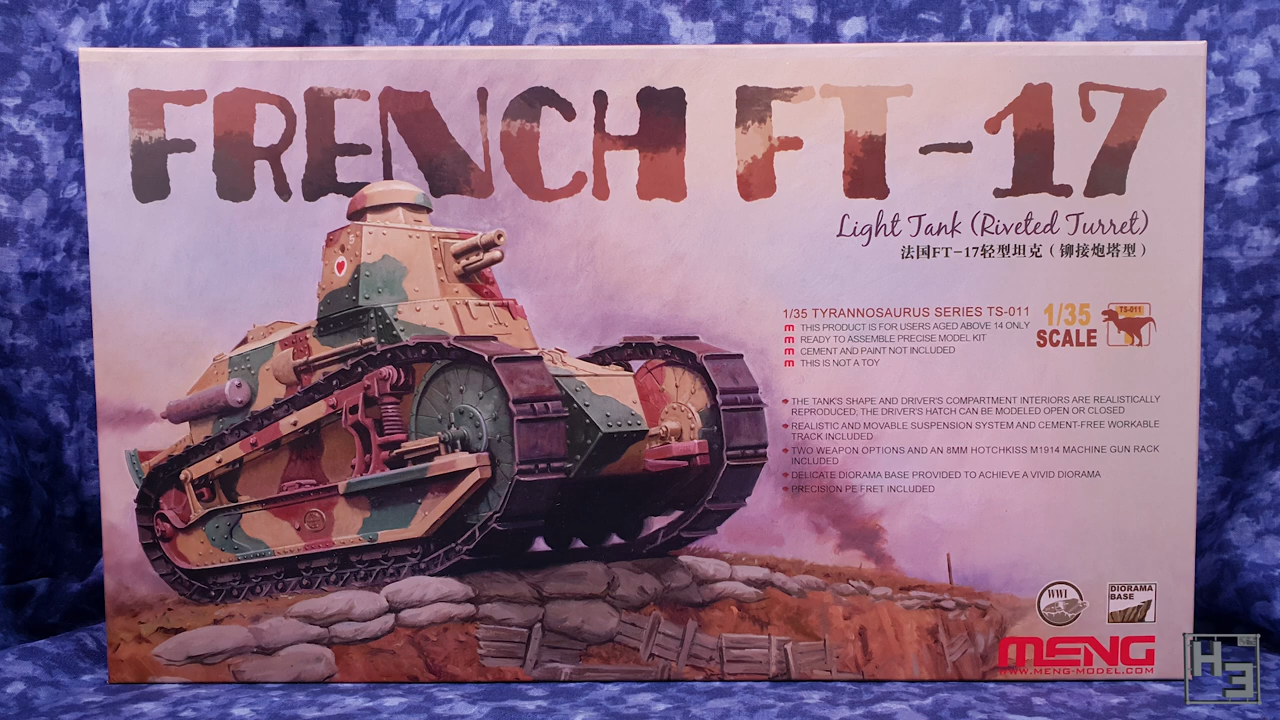 FRENCH FT-17
Light Tank (Riveted Turret)
法国FT-17轻型坦克（铆接炮塔型）
1/35 TYRANNOSAURUS SERIES TS-011
m THIS PRODUCT IS FOR USERS AGED ABOVE 14 ONLY
m READY TO ASSEMBLE PRECISE MODEL KIT
m CEMENT AND PAINT NOT INCLUDED
m THIS IS NOT A TOY
1/35
SCALE
TS-011
THE TANK'S SHAPE AND DRIVER'S COMPARTMENT INTERIORS ARE REALISTICALLY
REPRODUCED; THE DRIVER'S HATCH CAN BE MODELED OPEN OR CLOSED
REALISTIC AND MOVABLE SUSPENSION SYSTEM AND CEMENT-FREE WORKABLE
TRACK INCLUDED
TWO WEAPON OPTIONS AND AN 8MM HOTCHKISS M1914 MACHINE GUN RACK
INCLUDED
DELICATE DIORAMA BASE PROVIDED TO ACHIEVE A VIVID DIORAMA
PRECISION PE FRET INCLUDED
5
WWI
DIORAMA
BASE
MENG
WWW.MENG-MODEL.COM
H3